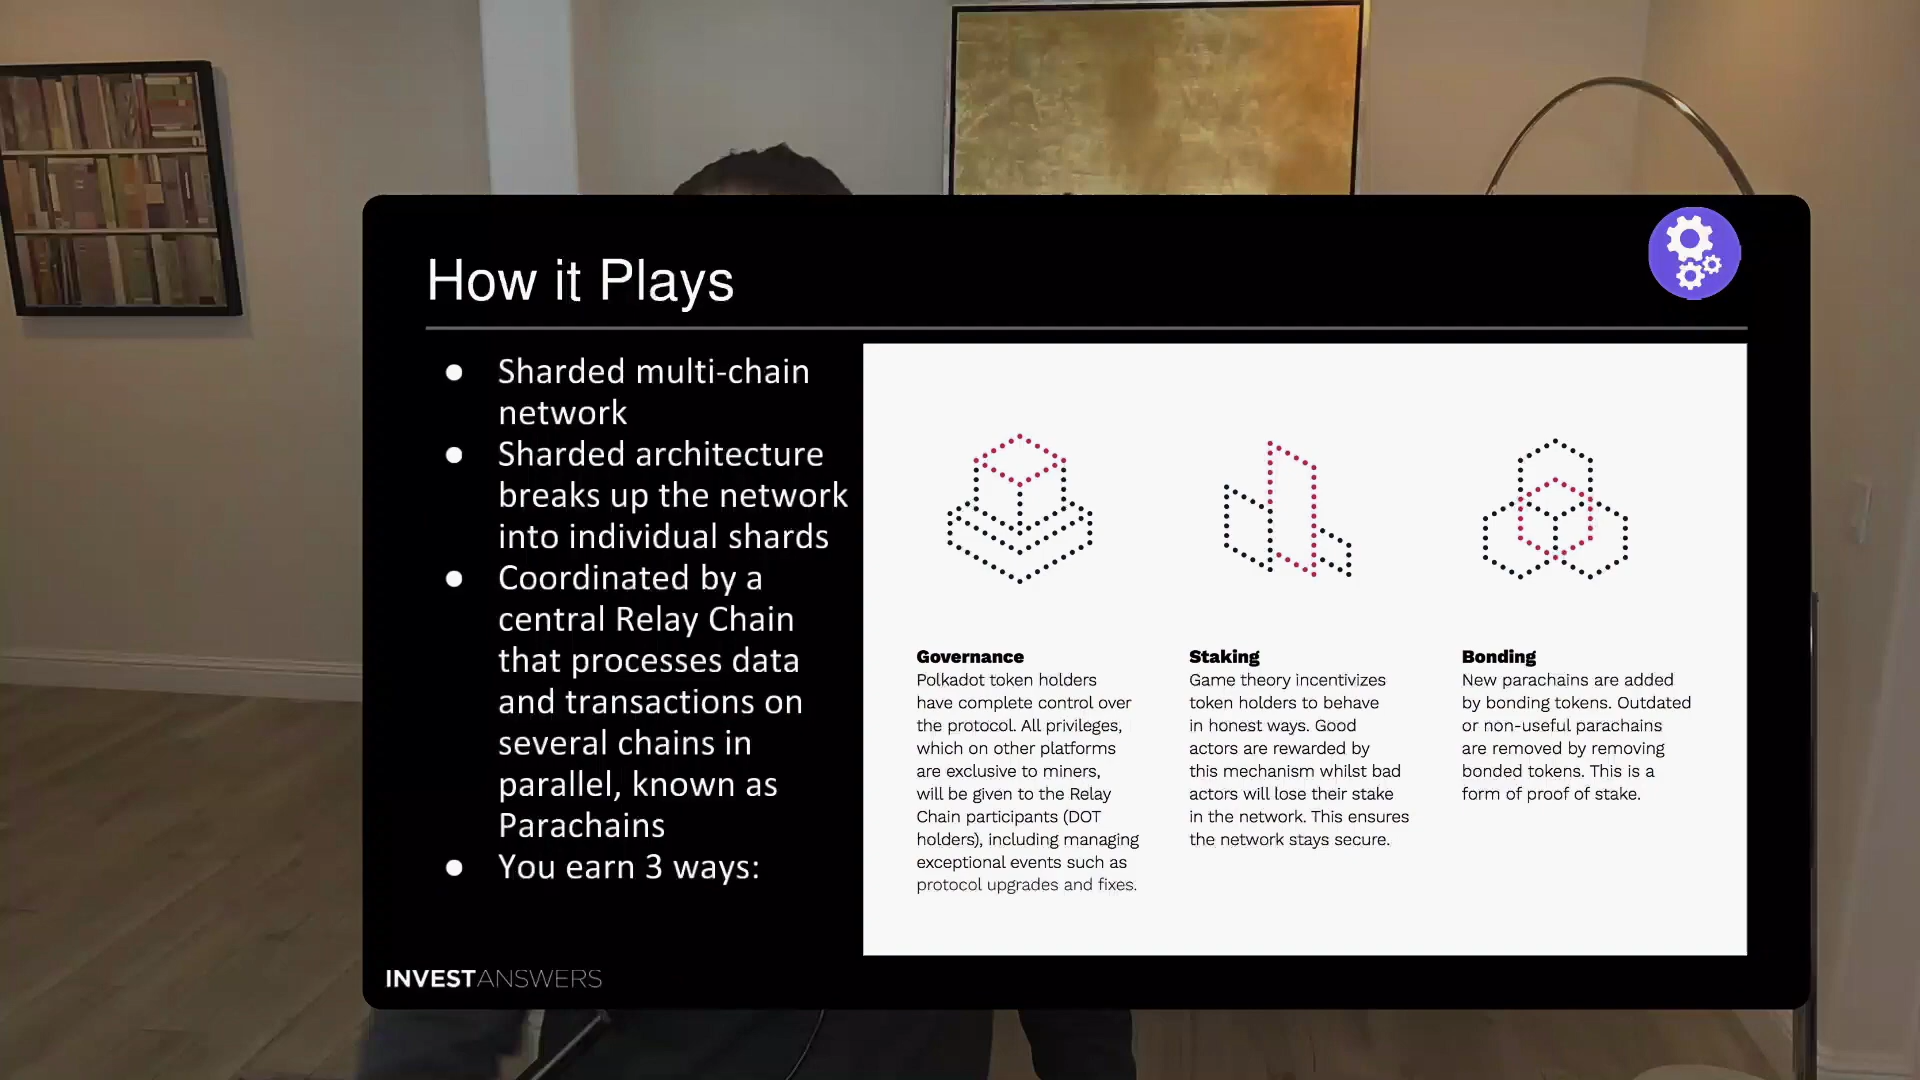 How it Plays
● Sharded multi-chain
network
● Sharded architecture
breaks up the network
into individual shards
● Coordinated by a
central Relay Chain
that processes data
and transactions on
several chains in
parallel, known as
Parachains
● You earn 3 ways:
Governance
Polkadot token holders
have complete control over
the protocol. All privileges,
which on other platforms
are exclusive to miners,
will be given to the Relay
Chain participants (DOT
holders), including managing
exceptional events such as
protocol upgrades and fixes.
Staking
Game theory incentivizes
token holders to behave
in honest ways. Good
actors are rewarded by
this mechanism whilst bad
actors will lose their stake
in the network. This ensures
the network stays secure.
Bonding
New parachains are added
by bonding tokens. Outdated
or non-useful parachains
are removed by removing
bonded tokens. This is a
form of proof of stake.
INVESTANSWERS